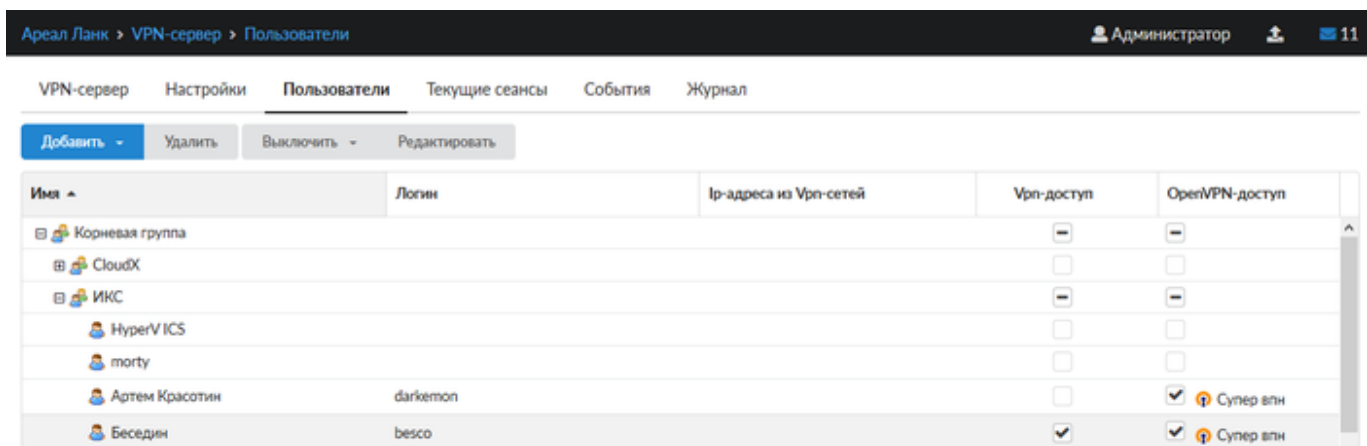 Ареал Ланк > VPN-сервер > Пользователи Администратор 11
VPN-сервер Настройки Пользователи Текущие сеансы События Журнал
Добавить Удалить Выключить Редактировать
Имя Логин Ip-адреса из Vpn-сетей Vpn-доступ OpenVPN-доступ
Корневая группа
CloudX
ИКС
HyperV ICS
morty
Артем Красотин darkemon Супер впн
Беседин besco Супер впн